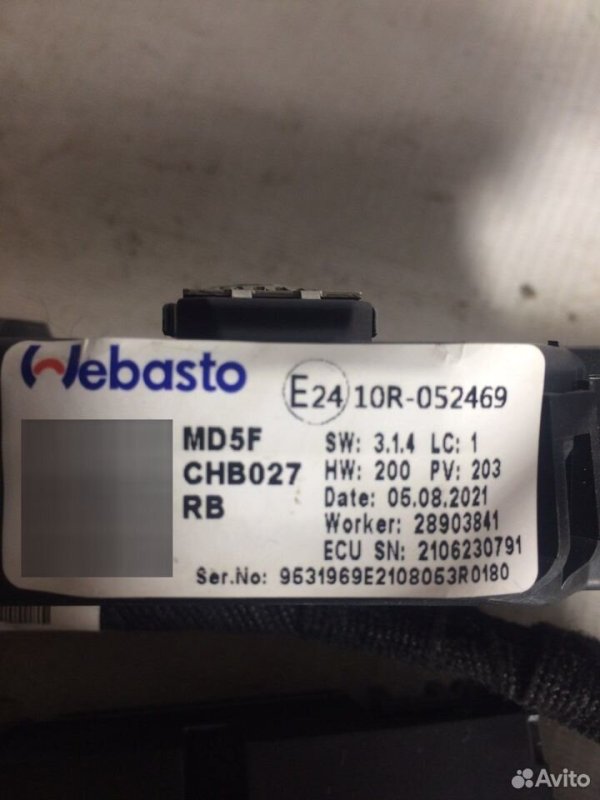 Webasto
E24 10R-052469
MD5F
CHB027
RB
SW: 3.1.4 LC: 1
HW: 200 PV: 203
Date: 05.08.2021
Worker: 28903841
ECU SN: 2106230791
Ser.No: 9531969E2108053R0180
Avito